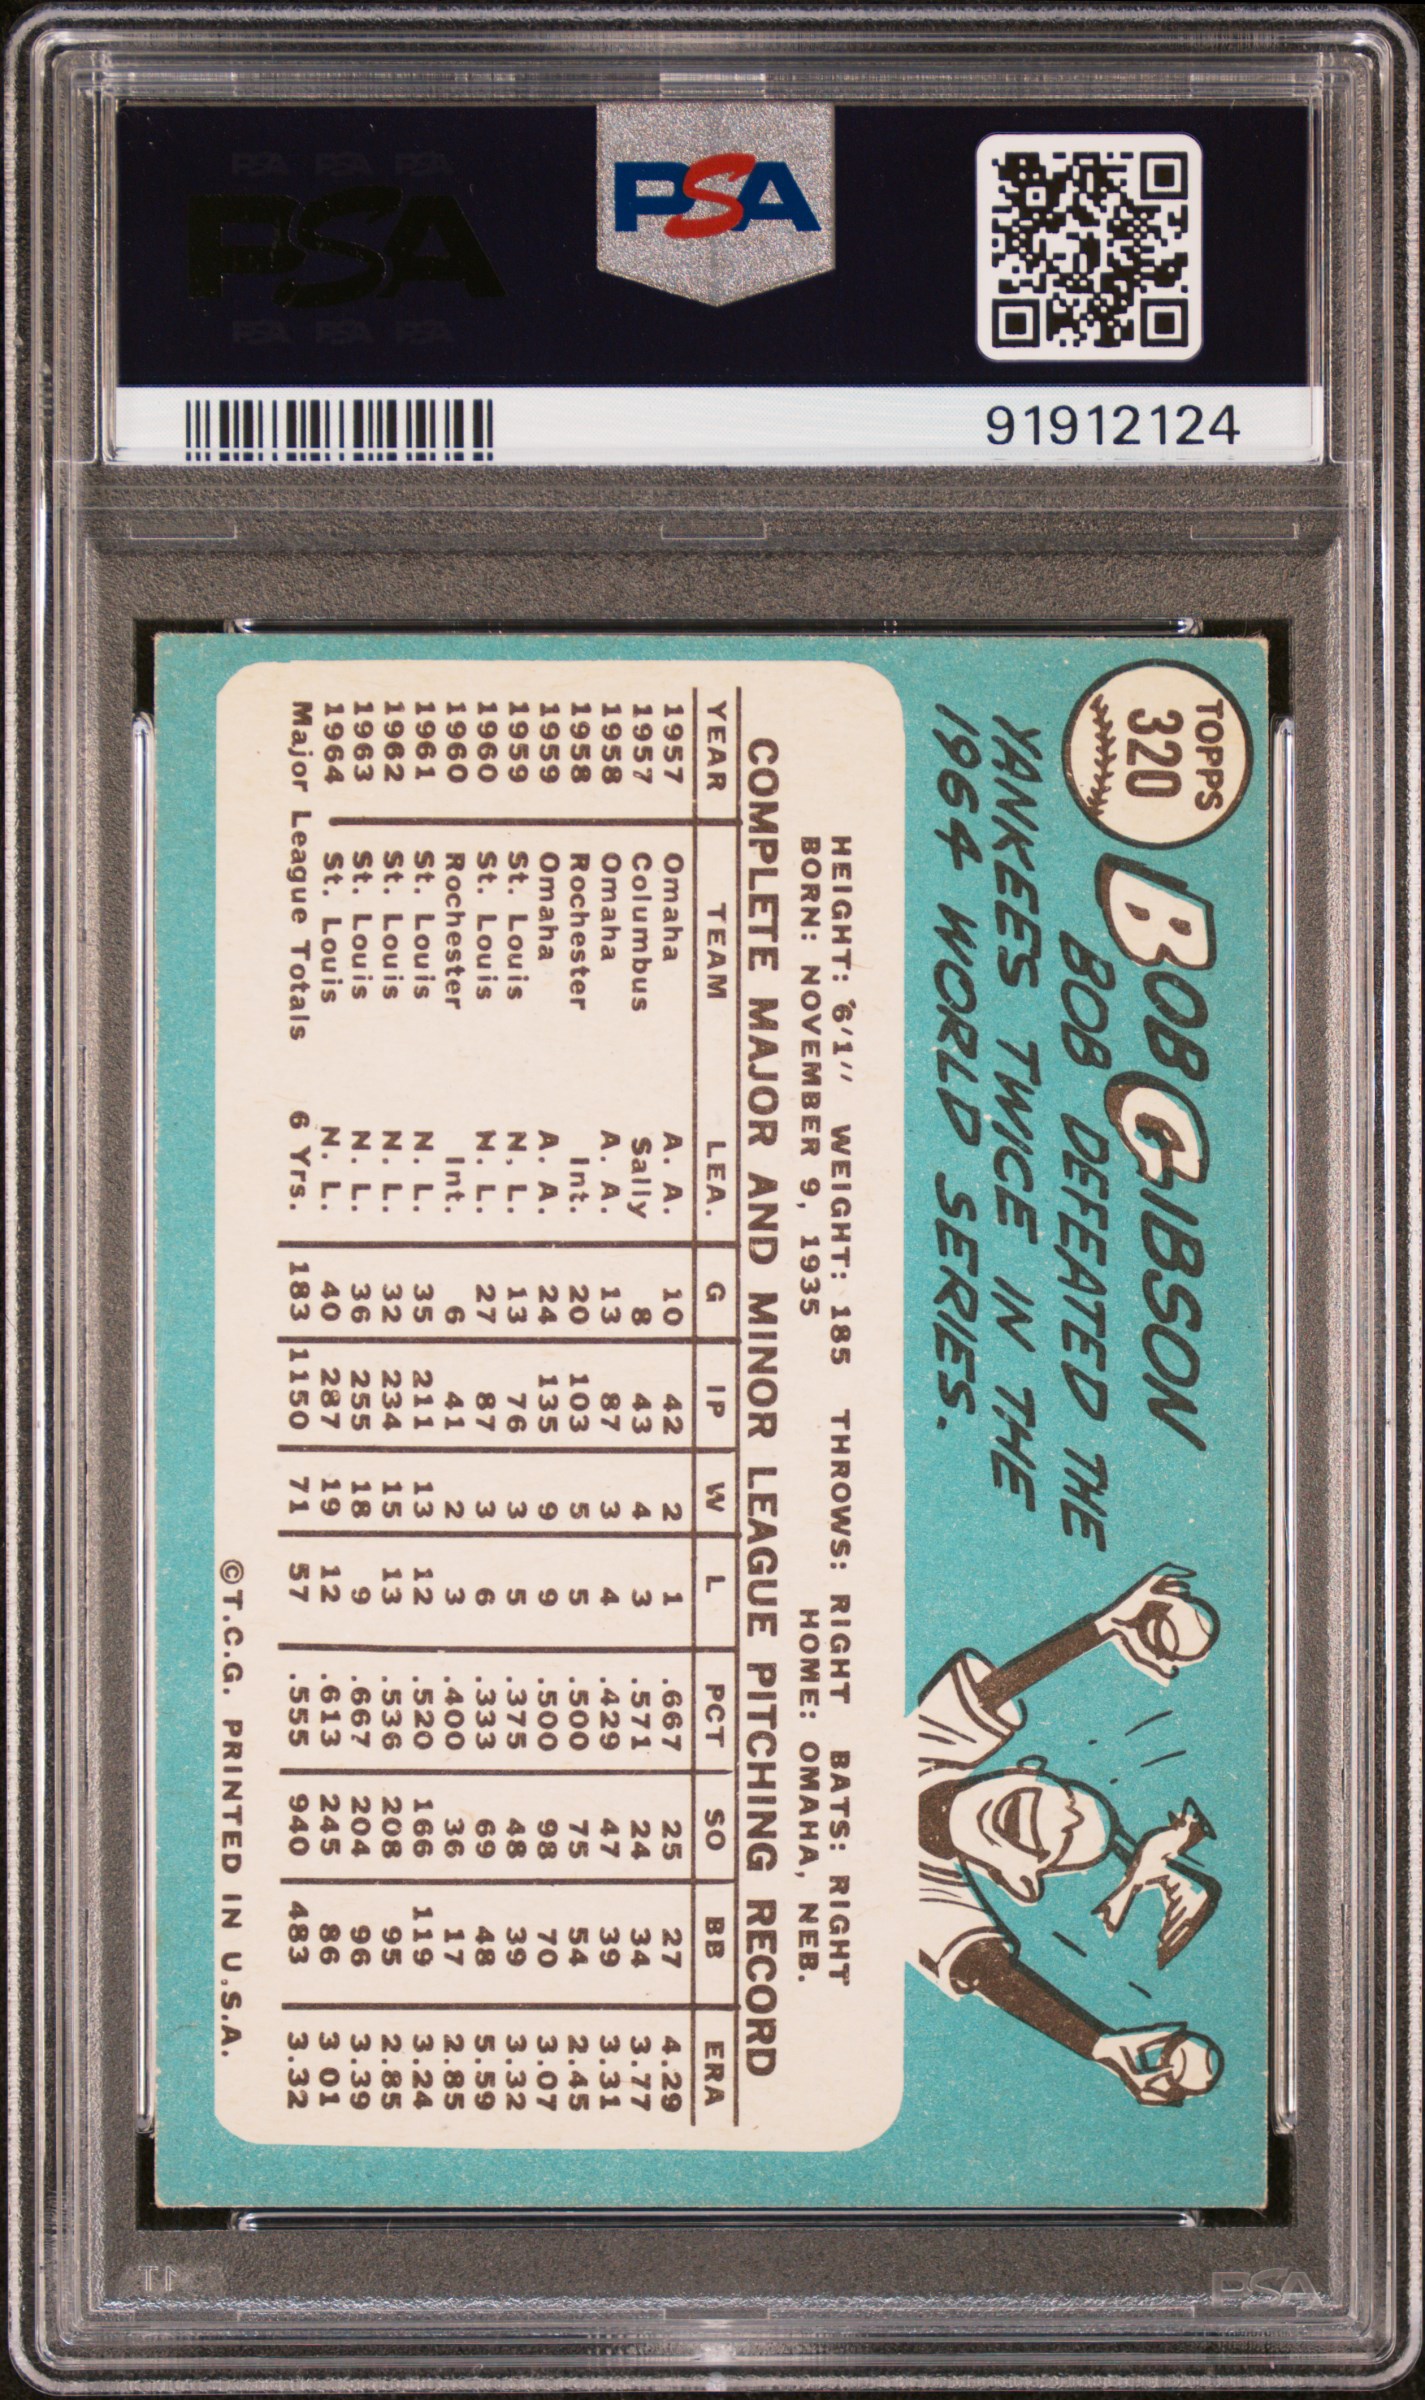 PSA PSA PSA
PSA
PSA PSA PSA
PSA
91912124
TOPPS
320
BOB GIBSON
BOB DEFEATED THE
YANKEES TWICE IN THE
1964 WORLD SERIES.
HEIGHT: 6'1" WEIGHT: 185 THROWS: RIGHT BATS: RIGHT
BORN: NOVEMBER 9, 1935 HOME: OMAHA, NEB.
COMPLETE MAJOR AND MINOR LEAGUE PITCHING RECORD
YEAR TEAM LEA. G IP W L PCT SO BB ERA
1957 Omaha A. A. 10 42 2 1 .667 25 27 4.29
1957 Columbus Sally 8 43 4 3 .571 24 34 3.77
1958 Omaha A. A. 13 87 3 4 .429 47 39 3.31
1958 Rochester Int. 20 103 5 5 .500 75 54 2.45
1959 Omaha A. A. 24 135 9 9 .500 98 70 3.07
1959 St. Louis N. L. 13 76 3 5 .375 48 39 3.32
1960 St. Louis N. L. 27 87 3 6 .333 69 48 5.59
1960 Rochester Int. 6 41 2 3 .400 36 17 2.85
1961 St. Louis N. L. 35 211 13 12 .520 166 119 3.24
1962 St. Louis N. L. 32 234 15 13 .536 208 95 2.85
1963 St. Louis N. L. 36 255 18 9 .667 204 96 3.39
1964 St. Louis N. L. 40 287 19 12 .613 245 86 3 01
Major League Totals 6 Yrs. 183 1150 71 57 .555 940 483 3.32
©T.C.G. PRINTED IN U.S.A.
PSA